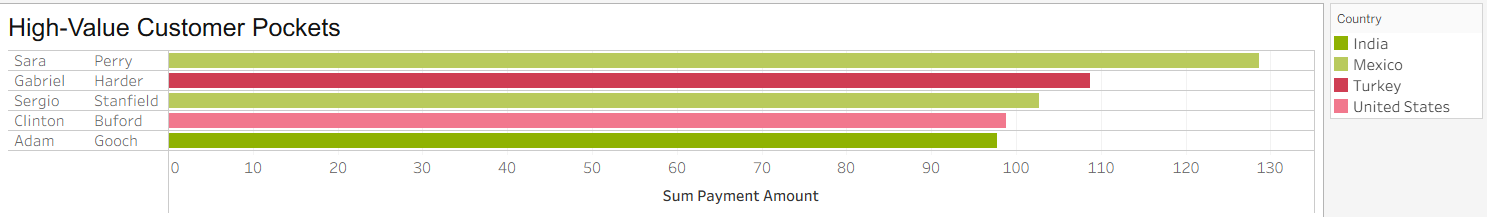 High-Value Customer Pockets
Sara Perry
Gabriel Harder
Sergio Stanfield
Clinton Buford
Adam Gooch
0 10 20 30 40 50 60 70 80 90 100 110 120 130
Sum Payment Amount
Country
India
Mexico
Turkey
United States